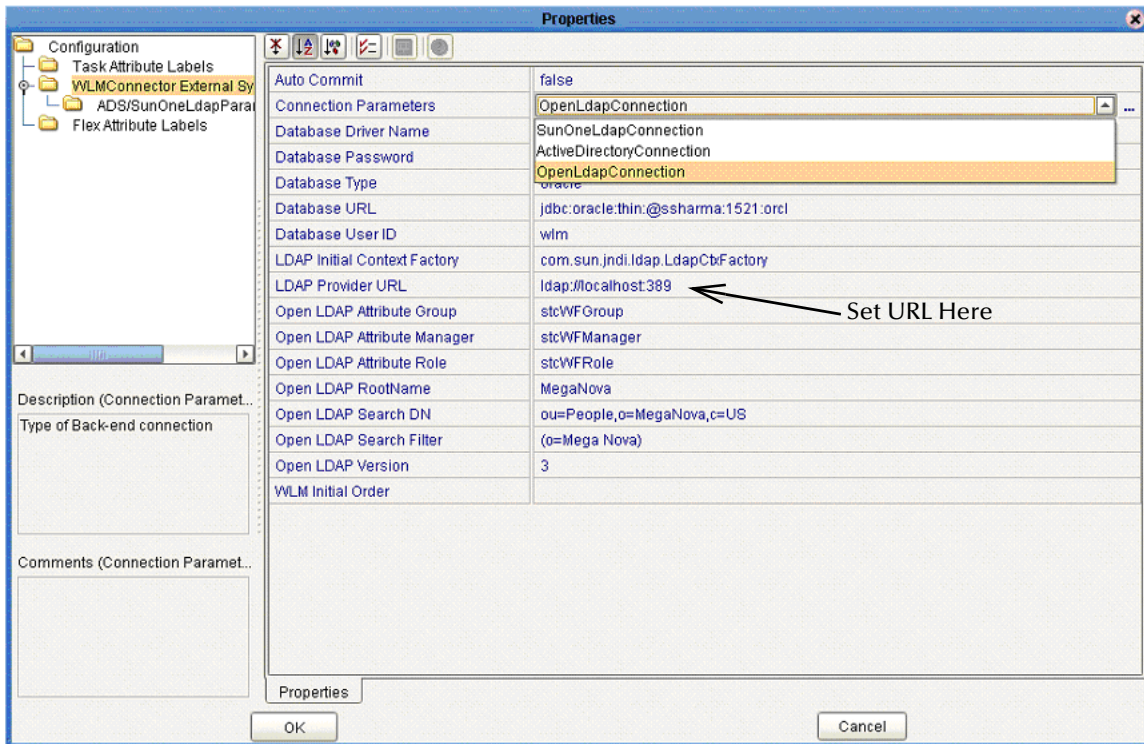 Properties
Configuration
Task Attribute Labels
WLMConnector External Sy
ADS/SunOneLdapPara
Flex Attribute Labels
Auto Commit false
Connection Parameters OpenLdapConnection ...
SunOneLdapConnection
Database Driver Name
ActiveDirectoryConnection
Database Password
OpenLdapConnection
Database Type oracle
Database URL jdbc:oracle:thin:@ssharma:1521:orcl
Database User ID wlm
LDAP Initial Context Factory com.sun.jndi.ldap.LdapCtxFactory
LDAP Provider URL ldap://localhost:389
Set URL Here
Open LDAP Attribute Group stcWFGroup
Open LDAP Attribute Manager stcWFManager
Open LDAP Attribute Role stcWFRole
Open LDAP RootName MegaNova
Open LDAP Search DN ou=People,o=MegaNova,c=US
Open LDAP Search Filter (o=Mega Nova)
Open LDAP Version 3
WLM Initial Order
Description (Connection Paramet...
Type of Back-end connection
Comments (Connection Paramet...
Properties
OK Cancel